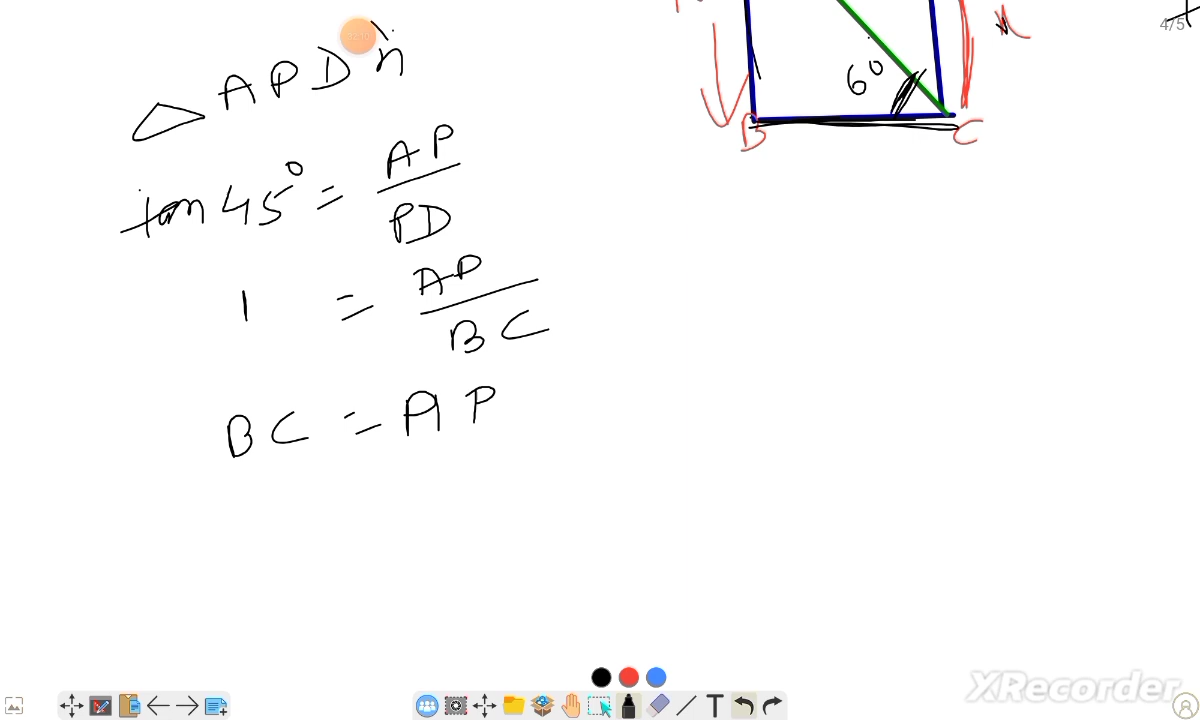 △ APD में
tan 45° = AP/PD
1 = AP/BC
BC = AP
60
B
C
4/5
T
XRecorder